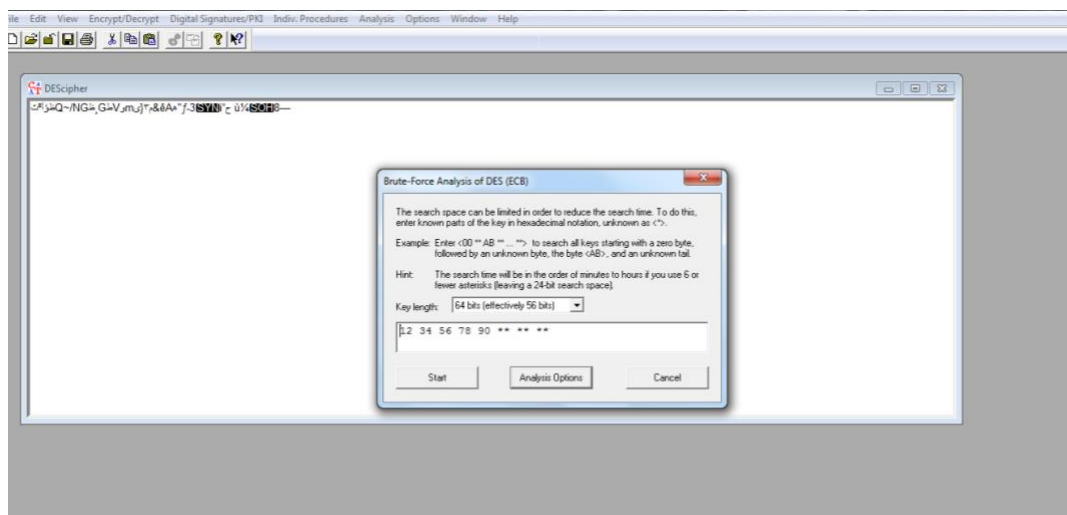 ile Edit View Encrypt/Decrypt Digital Signatures/PKI Indiv. Procedures Analysis Options Window Help
DEScipher
SYN
SOH
Brute-Force Analysis of DES (ECB)
The search space can be limited in order to reduce the search time. To do this,
enter known parts of the key in hexadecimal notation, unknown as <*>.
Example: Enter <00 ** AB ** ... **> to search all keys starting with a zero byte,
followed by an unknown byte, the byte <AB>, and an unknown tail.
Hint: The search time will be in the order of minutes to hours if you use 6 or
fewer asterisks (leaving a 24-bit search space).
Key length: 64 bits (effectively 56 bits)
12 34 56 78 90 ** ** **
Start Analysis Options Cancel